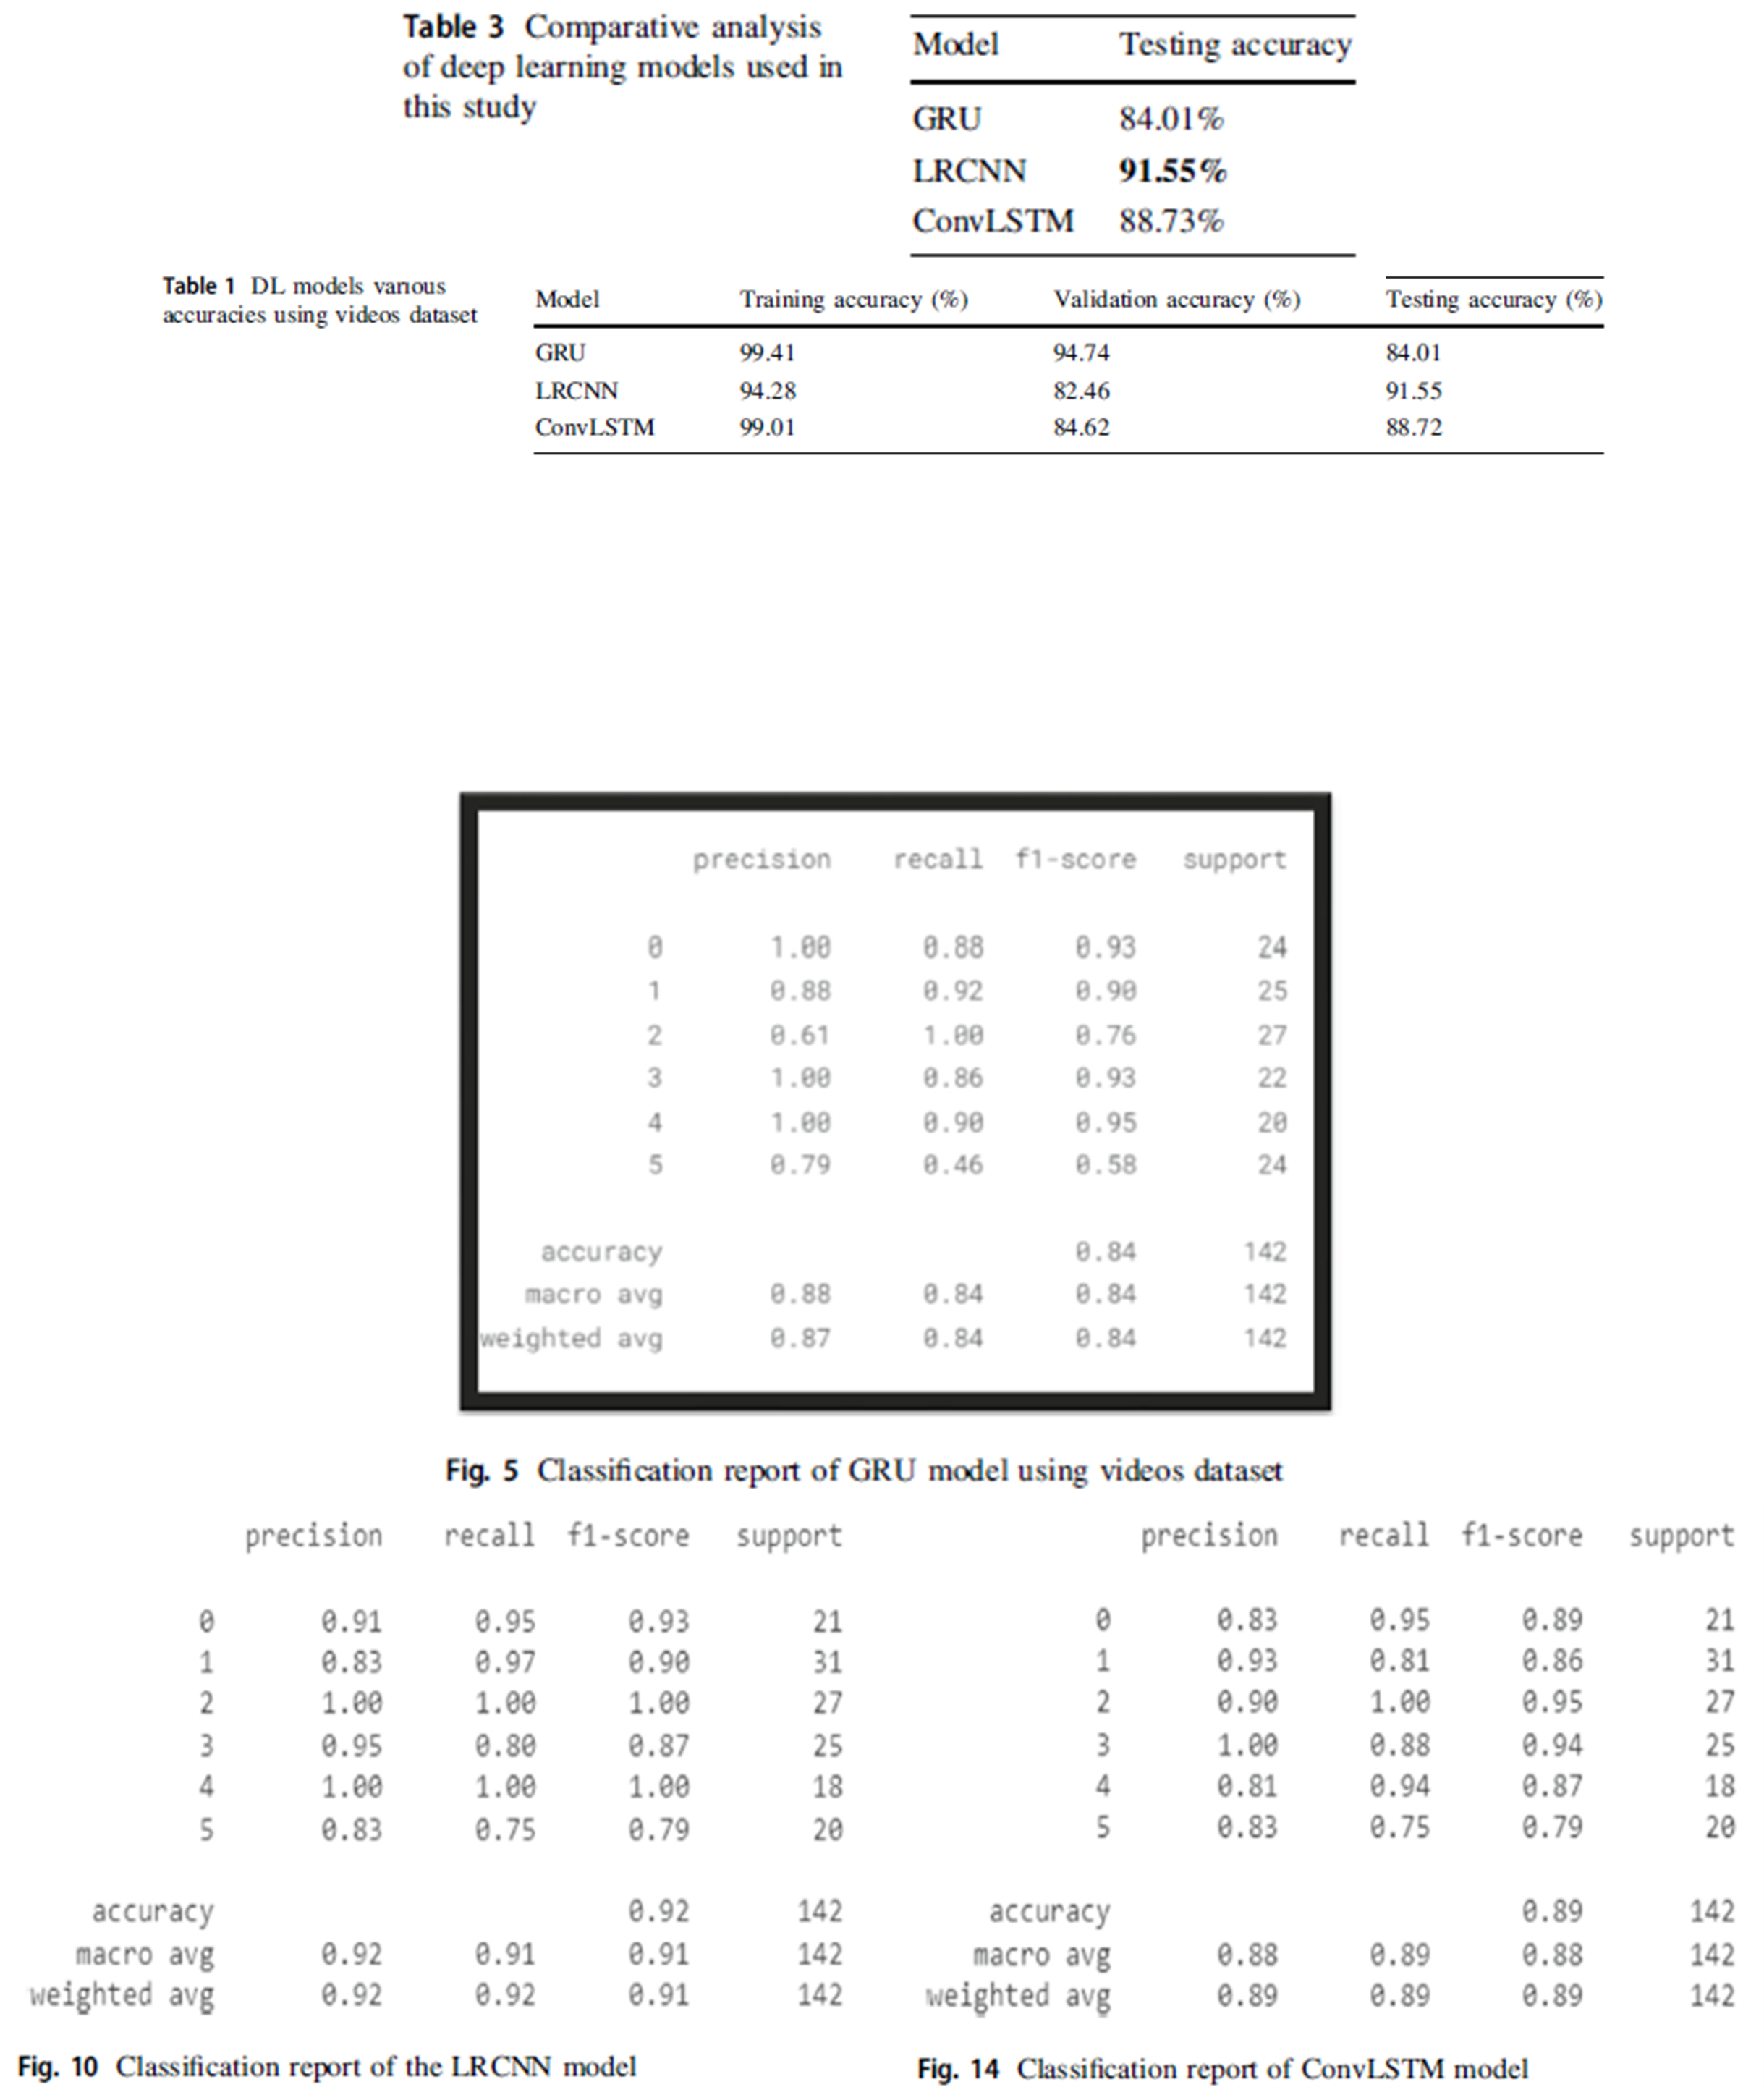 Table 3 Comparative analysis
of deep learning models used in
this study
Model Testing accuracy
GRU 84.01%
LRCNN 91.55%
ConvLSTM 88.73%
Table 1 DL models various
accuracies using videos dataset
Model Training accuracy (%) Validation accuracy (%) Testing accuracy (%)
GRU 99.41 94.74 84.01
LRCNN 94.28 82.46 91.55
ConvLSTM 99.01 84.62 88.72
precision recall f1-score support
0 1.00 0.88 0.93 24
1 0.88 0.92 0.90 25
2 0.61 1.00 0.76 27
3 1.00 0.86 0.93 22
4 1.00 0.90 0.95 20
5 0.79 0.46 0.58 24
accuracy 0.84 142
macro avg 0.88 0.84 0.84 142
weighted avg 0.87 0.84 0.84 142
Fig. 5 Classification report of GRU model using videos dataset
precision recall f1-score support
0 0.91 0.95 0.93 21
1 0.83 0.97 0.90 31
2 1.00 1.00 1.00 27
3 0.95 0.80 0.87 25
4 1.00 1.00 1.00 18
5 0.83 0.75 0.79 20
accuracy 0.92 142
macro avg 0.92 0.91 0.91 142
weighted avg 0.92 0.92 0.91 142
Fig. 10 Classification report of the LRCNN model
precision recall f1-score support
0 0.83 0.95 0.89 21
1 0.93 0.81 0.86 31
2 0.90 1.00 0.95 27
3 1.00 0.88 0.94 25
4 0.81 0.94 0.87 18
5 0.83 0.75 0.79 20
accuracy 0.89 142
macro avg 0.88 0.89 0.88 142
weighted avg 0.89 0.89 0.89 142
Fig. 14 Classification report of ConvLSTM model